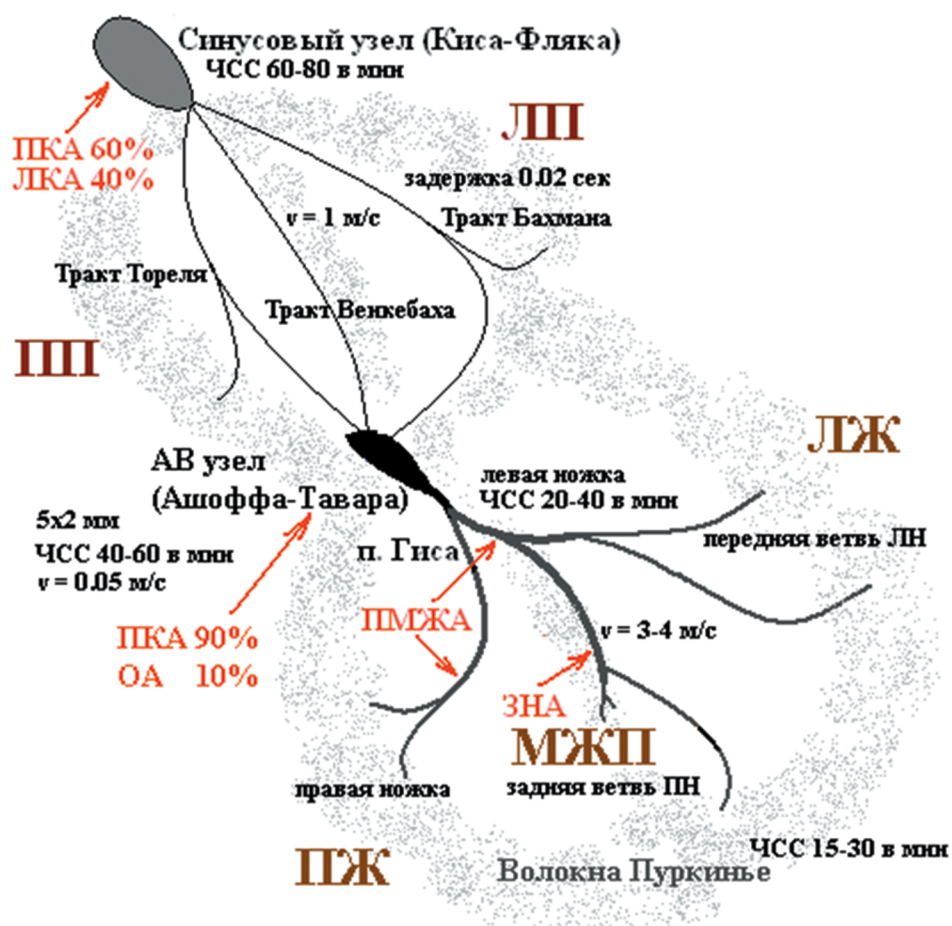 Синусовый узел (Киса-Фляка)
ЧСС 60-80 в мин
ПКА 60%
ЛКА 40%
ЛП
задержка 0.02 сек
Тракт Бахмана
v = 1 м/с
Тракт Тореля
Тракт Венкебаха
ПП
ЛЖ
АВ узел
(Ашоффа-Тавара)
5х2 мм
ЧСС 40-60 в мин
v = 0.05 м/с
левая ножка
ЧСС 20-40 в мин
передняя ветвь ЛН
п. Гиса
ПМЖА
ПКА 90%
ОА 10%
v = 3-4 м/с
ЗНА
МЖП
правая ножка
задняя ветвь ПН
ПЖ
ЧСС 15-30 в мин
Волокна Пуркинье